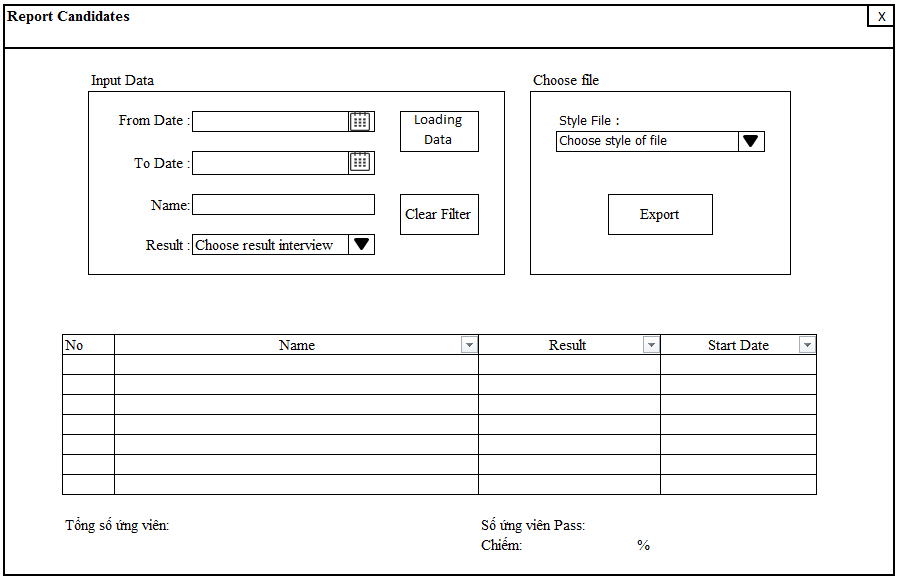 Report Candidates
X
Input Data
Choose file
From Date :
Loading
Data
Style File :
Choose style of file
To Date :
Name:
Clear Filter
Export
Result :
Choose result interview
No
Name
Result
Start Date
Tổng số ứng viên:
Số ứng viên Pass:
Chiếm: %